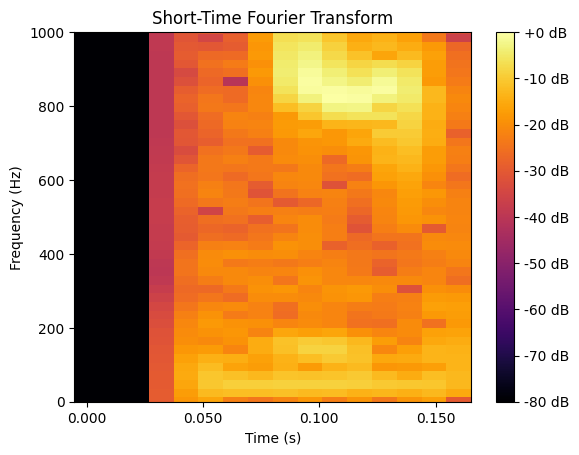 Short-Time Fourier Transform
1000
800
600
400
200
0
Frequency (Hz)
0.000
0.050
0.100
0.150
Time (s)
+0 dB
-10 dB
-20 dB
-30 dB
-40 dB
-50 dB
-60 dB
-70 dB
-80 dB